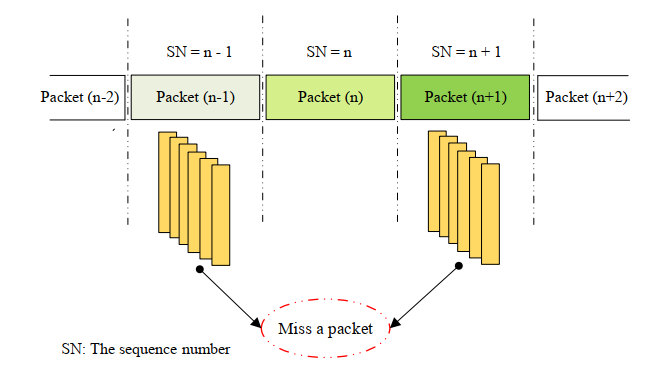 SN = n - 1
SN = n
SN = n + 1
Packet (n-2)
Packet (n-1)
Packet (n)
Packet (n+1)
Packet (n+2)
Miss a packet
SN: The sequence number